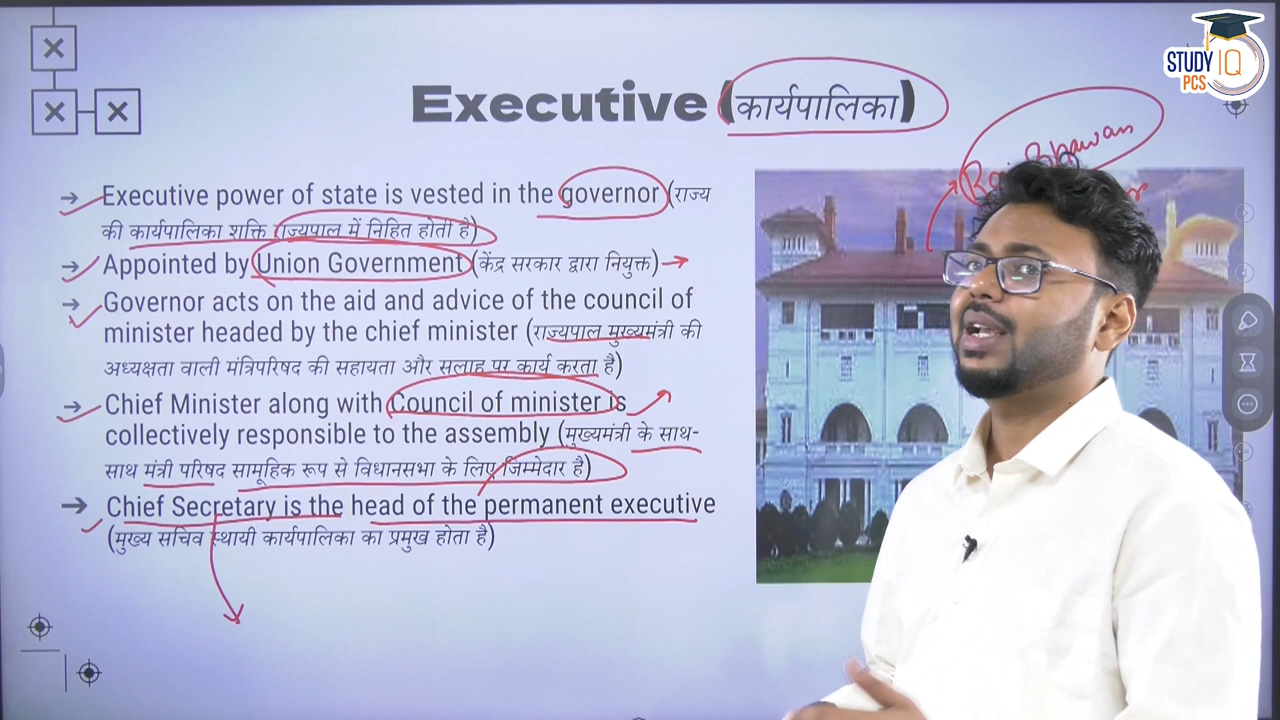 STUDY IQ
PCS
Executive (कार्यपालिका)
Raj Bhawan
Executive power of state is vested in the governor (राज्य
की कार्यपालिका शक्ति राज्यपाल में निहित होती है)
Appointed by Union Government (केंद्र सरकार द्वारा नियुक्त)
Governor acts on the aid and advice of the council of
minister headed by the chief minister (राज्यपाल मुख्यमंत्री की
अध्यक्षता वाली मंत्रिपरिषद की सहायता और सलाह पर कार्य करता है)
Chief Minister along with Council of minister is
collectively responsible to the assembly (मुख्यमंत्री के साथ-
साथ मंत्री परिषद सामूहिक रूप से विधानसभा के लिए जिम्मेदार है)
Chief Secretary is the head of the permanent executive
(मुख्य सचिव स्थायी कार्यपालिका का प्रमुख होता है)